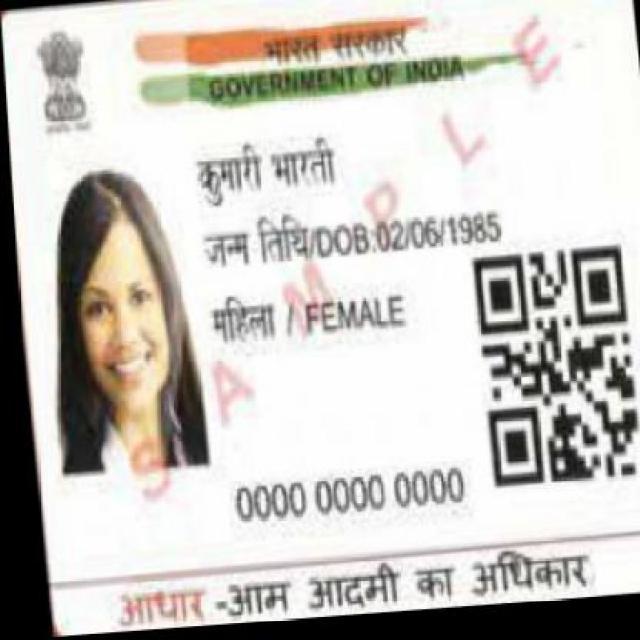 भारत सरकार
GOVERNMENT OF INDIA
कुमारी भारती
जन्म तिथि/DOB:02/06/1985
महिला / FEMALE
SAMPLE
0000 0000 0000
आधार -आम आदमी का अधिकार